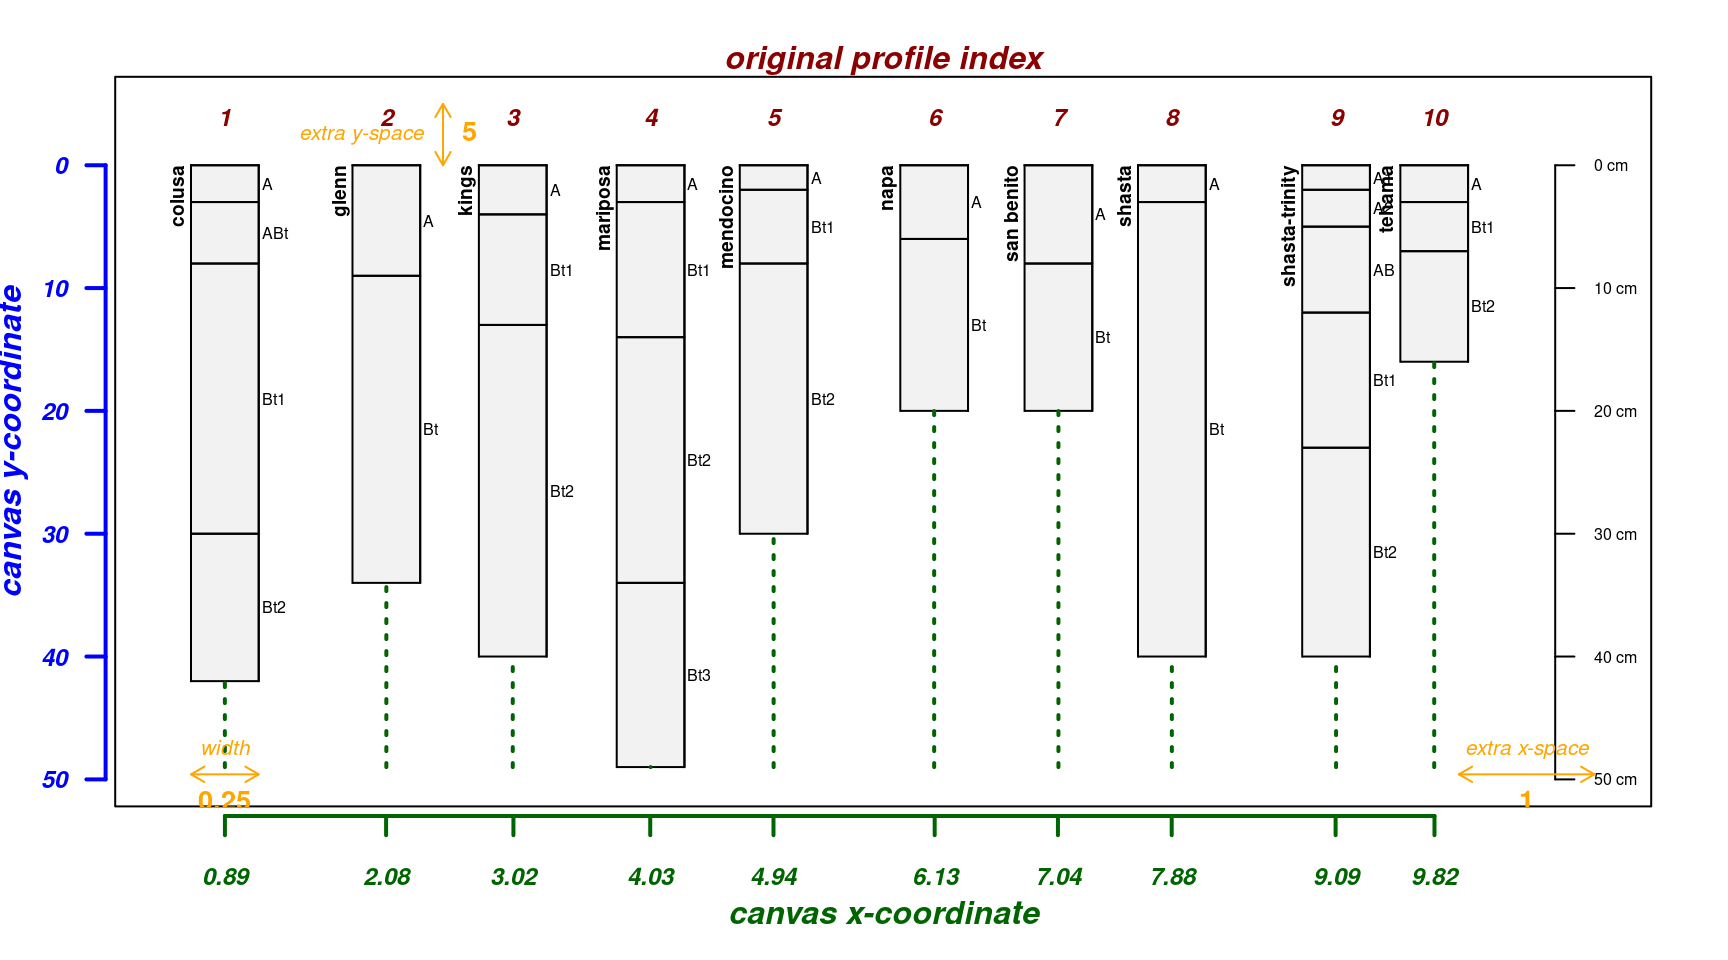 original profile index
1 2 3 4 5 6 7 8 9 10
extra y-space 5
canvas y-coordinate
0
10
20
30
40
50
colusa
A
ABt
Bt1
Bt2
glenn
A
Bt
kings
A
Bt1
Bt2
mariposa
A
Bt1
Bt2
Bt3
mendocino
A
Bt1
Bt2
napa
A
Bt
san benito
A
Bt
shasta
A
Bt
shasta-trinity
AB
Bt1
Bt2
tehama
A
Bt1
Bt2
0 cm
10 cm
20 cm
30 cm
40 cm
50 cm
width
0.25
extra x-space
1
0.89 2.08 3.02 4.03 4.94 6.13 7.04 7.88 9.09 9.82
canvas x-coordinate